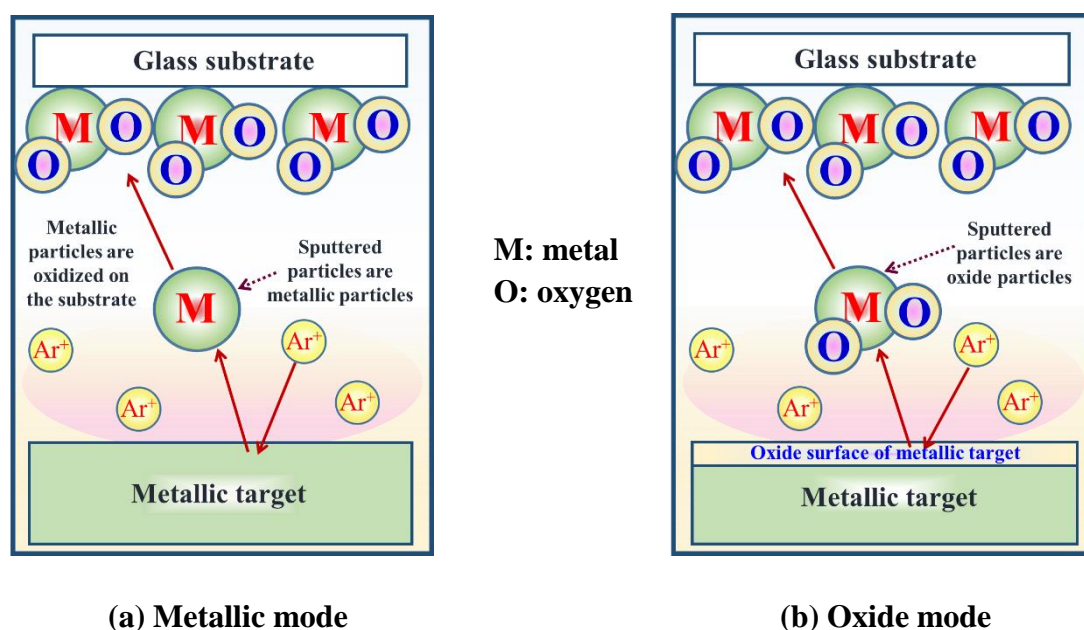 Glass substrate
M O M O M O
O O O
Metallic
particles are
oxidized on
the substrate
Sputtered
particles are
metallic particles
M
Ar⁺
Ar⁺
Ar⁺
Ar⁺
Metallic target
(a) Metallic mode
M: metal
O: oxygen
Glass substrate
M O M O M O
O O O
Sputtered
particles are
oxide particles
M O
O
Ar⁺
Ar⁺
Ar⁺
Ar⁺
Oxide surface of metallic target
Metallic target
(b) Oxide mode